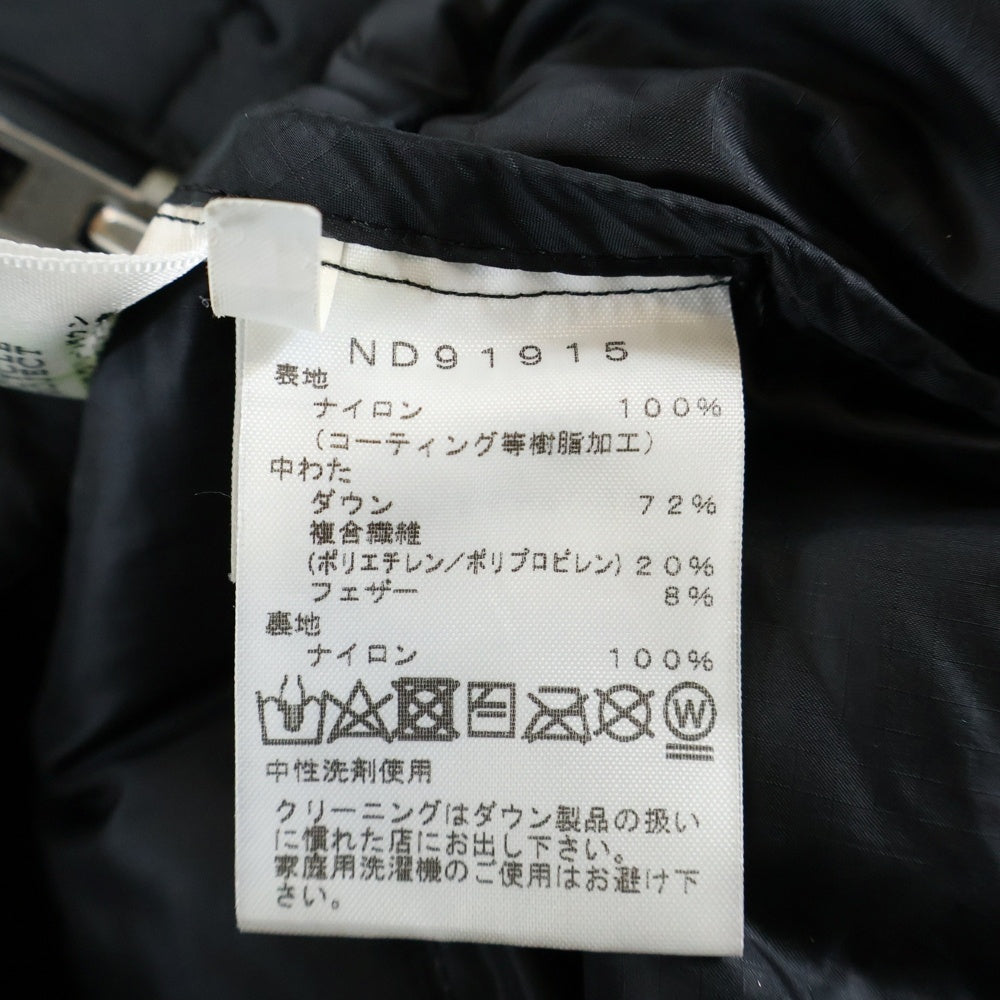 ND91915
表地
ナイロン 100%
(コーティング等樹脂加工)
中わた
ダウン 72%
複合繊維
(ポリエチレン/ポリプロピレン) 20%
フェザー 8%
裏地
ナイロン 100%
W
中性洗剤使用
クリーニングはダウン製品の扱い
に慣れた店にお出し下さい。
家庭用洗濯機のご使用はお避け下
さい。